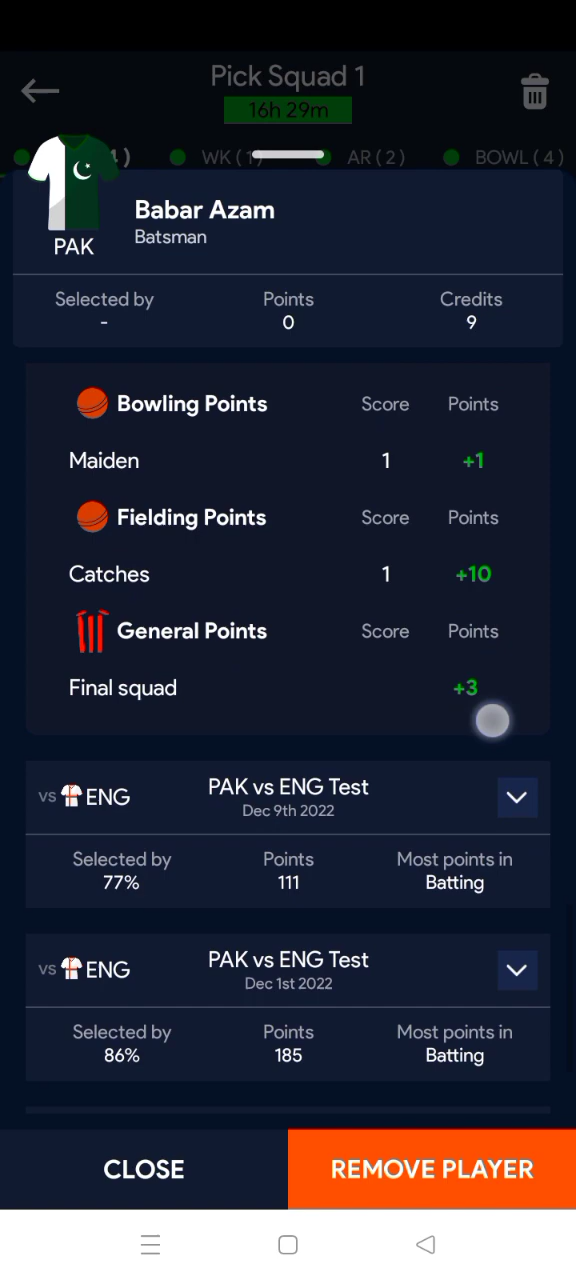 Pick Squad 1
16h 29m
4) WK (1 AR (2) BOWL (4)
PAK
Babar Azam
Batsman
Selected by Points Credits
- 0 9
Bowling Points Score Points
Maiden 1 +1
Fielding Points Score Points
Catches 1 +10
General Points Score Points
Final squad +3
VS ENG PAK vs ENG Test
Dec 9th 2022
Selected by Points Most points in
77% 111 Batting
VS ENG PAK vs ENG Test
Dec 1st 2022
Selected by Points Most points in
86% 185 Batting
CLOSE REMOVE PLAYER